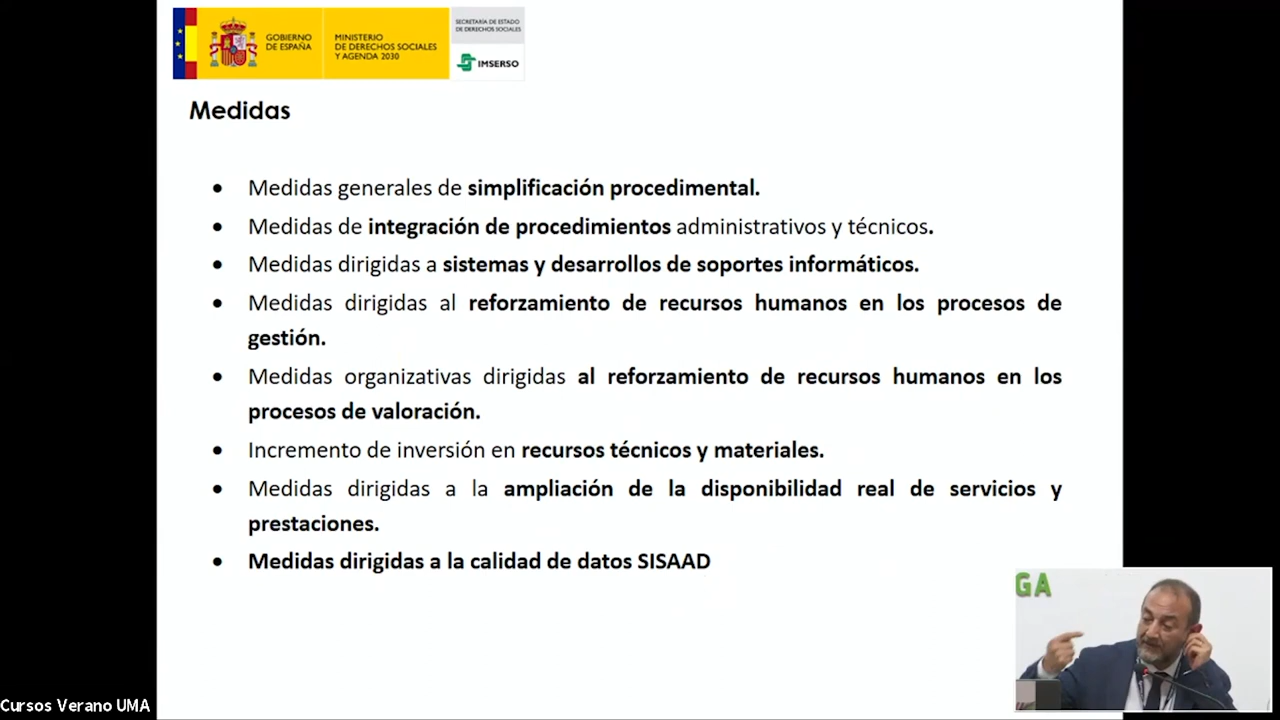 GOBIERNO
DE ESPAÑA
MINISTERIO
DE DERECHOS SOCIALES
Y AGENDA 2030
SECRETARÍA DE ESTADO
DE DERECHOS SOCIALES
IMSERSO
Medidas
• Medidas generales de simplificación procedimental.
• Medidas de integración de procedimientos administrativos y técnicos.
• Medidas dirigidas a sistemas y desarrollos de soportes informáticos.
• Medidas dirigidas al reforzamiento de recursos humanos en los procesos de
gestión.
• Medidas organizativas dirigidas al reforzamiento de recursos humanos en los
procesos de valoración.
• Incremento de inversión en recursos técnicos y materiales.
• Medidas dirigidas a la ampliación de la disponibilidad real de servicios y
prestaciones.
• Medidas dirigidas a la calidad de datos SISAAD
GA
Cursos Verano UMA